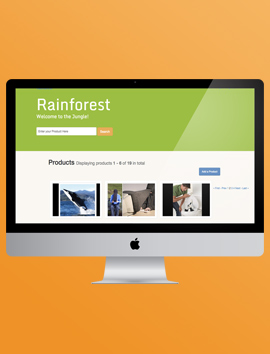 Rainforest
Welcome to the Jungle!
Enter your Product Here
Search
Products Displaying products 1 - 6 of 18 in total
Add a Product